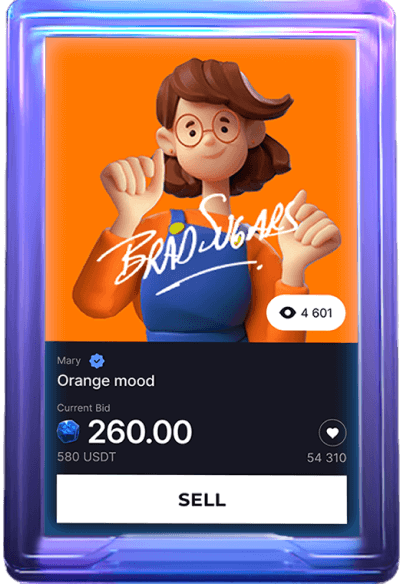 BRAD SUGARS
4 601
Mary
Orange mood
Current Bid
260.00
580 USDT
54 310
SELL